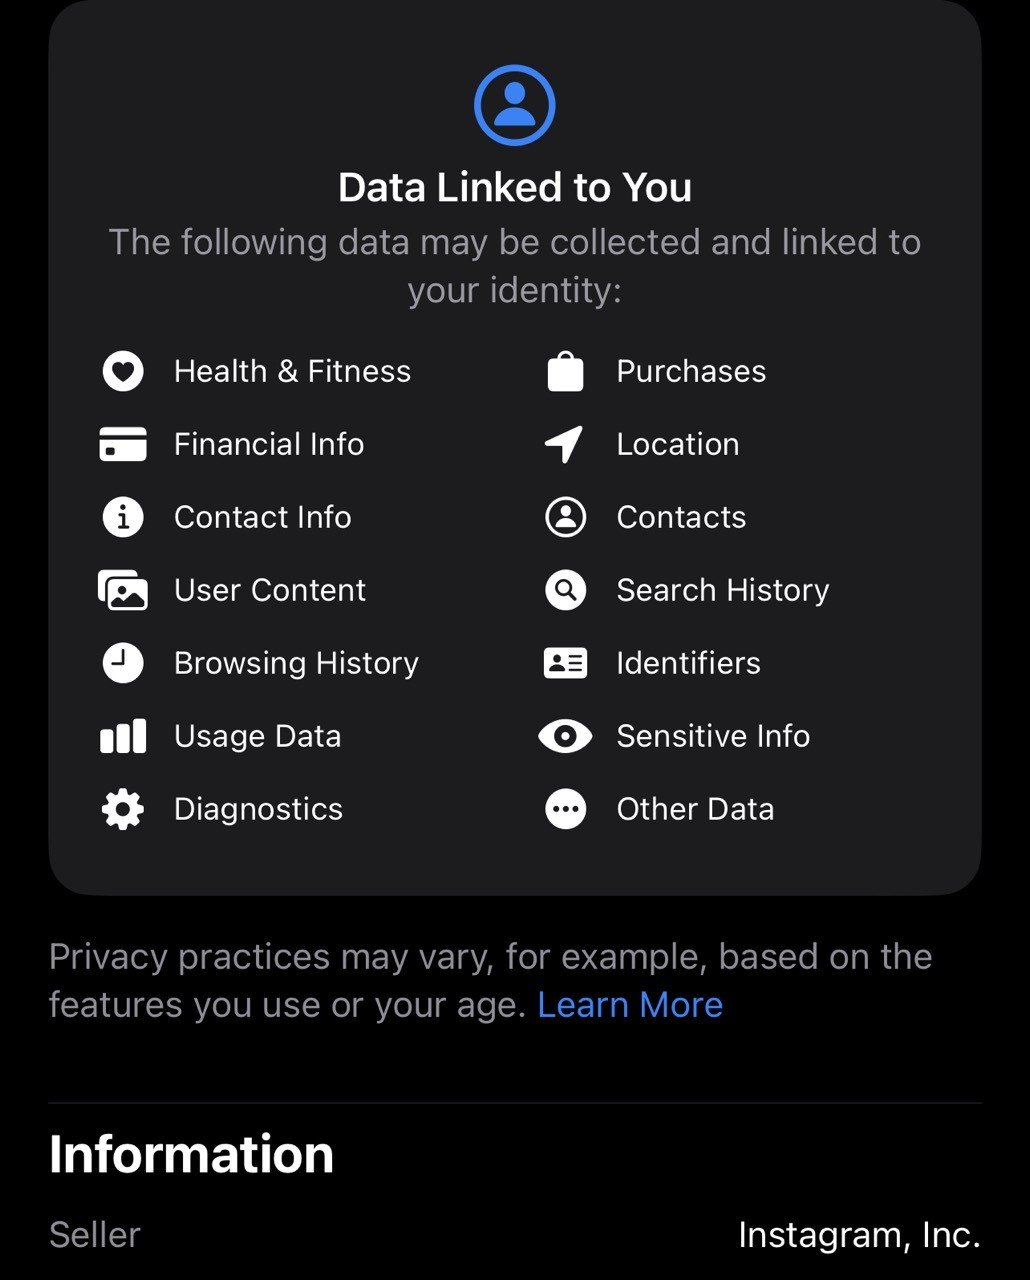 Data Linked to You
The following data may be collected and linked to
your identity:
Health & Fitness
Purchases
Financial Info
Location
Contact Info
Contacts
User Content
Search History
Browsing History
Identifiers
Usage Data
Sensitive Info
Diagnostics
Other Data
Privacy practices may vary, for example, based on the
features you use or your age. Learn More
Information
Seller
Instagram, Inc.